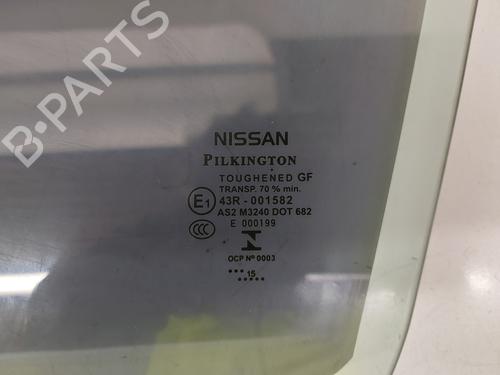 B-PARTS
NISSAN
PILKINGTON
TOUGHENED GF
TRANSP. 70 % min.
E1 43R - 001582
AS2 M3240 DOT 682
E 000199
CCC
N
OCP Nº 0003
••• 15 •••